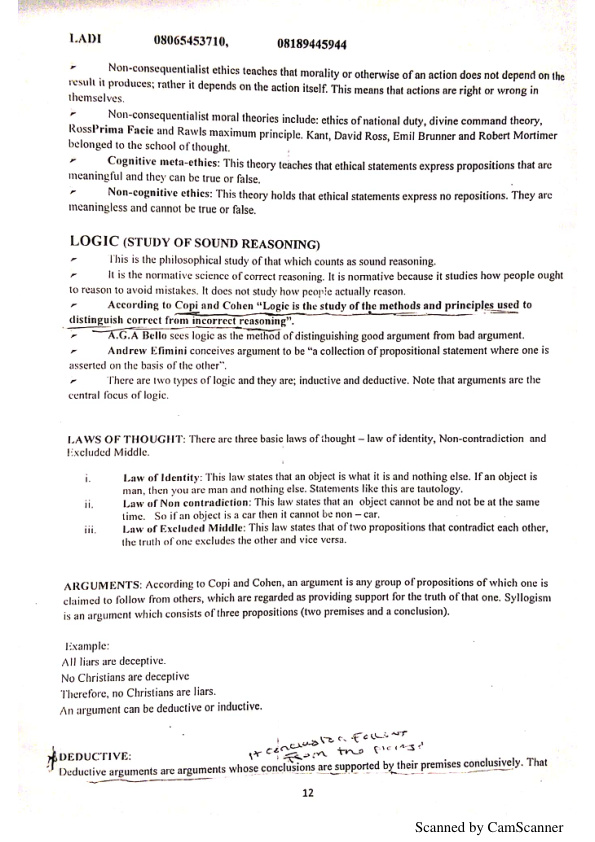 LADI 08065453710, 08189445944
Non-consequentialist ethics teaches that morality or otherwise of an action does not depend on the
result it produces; rather it depends on the action itself. This means that actions are right or wrong in
themselves.
Non-consequentialist moral theories include: ethics of national duty, divine command theory,
RossPrima Facie and Rawls maximum principle. Kant, David Ross, Emil Brunner and Robert Mortimer
belonged to the school of thought.
Cognitive meta-ethics: This theory teaches that ethical statements express propositions that are
meaningful and they can be true or false.
Non-cognitive ethics: This theory holds that ethical statements express no repositions. They are
meaningless and cannot be true or false.
LOGIC (STUDY OF SOUND REASONING)
This is the philosophical study of that which counts as sound reasoning.
It is the normative science of correct reasoning. It is normative because it studies how people ought
to reason to avoid mistakes. It does not study how people actually reason.
According to Copi and Cohen “Logic is the study of the methods and principles used to
distinguish correct from incorrect reasoning”.
A.G.A Bello sees logic as the method of distinguishing good argument from bad argument.
Andrew Efimini conceives argument to be “a collection of propositional statement where one is
asserted on the basis of the other”.
There are two types of logic and they are; inductive and deductive. Note that arguments are the
central focus of logic.
LAWS OF THOUGHT: There are three basic laws of thought – law of identity, Non-contradiction and
Excluded Middle.
i. Law of Identity: This law states that an object is what it is and nothing else. If an object is
man, then you are man and nothing else. Statements like this are tautology.
ii. Law of Non contradiction: This law states that an object cannot be and not be at the same
time. So if an object is a car then it cannot be non – car.
iii. Law of Excluded Middle: This law states that of two propositions that contradict each other,
the truth of one excludes the other and vice versa.
ARGUMENTS: According to Copi and Cohen, an argument is any group of propositions of which one is
claimed to follow from others, which are regarded as providing support for the truth of that one. Syllogism
is an argument which consists of three propositions (two premises and a conclusion).
Example:
All liars are deceptive.
No Christians are deceptive
Therefore, no Christians are liars.
An argument can be deductive or inductive.
from the
DEDUCTIVE:
Deductive arguments are arguments whose conclusions are supported by their premises conclusively. That
12
Scanned by CamScanner